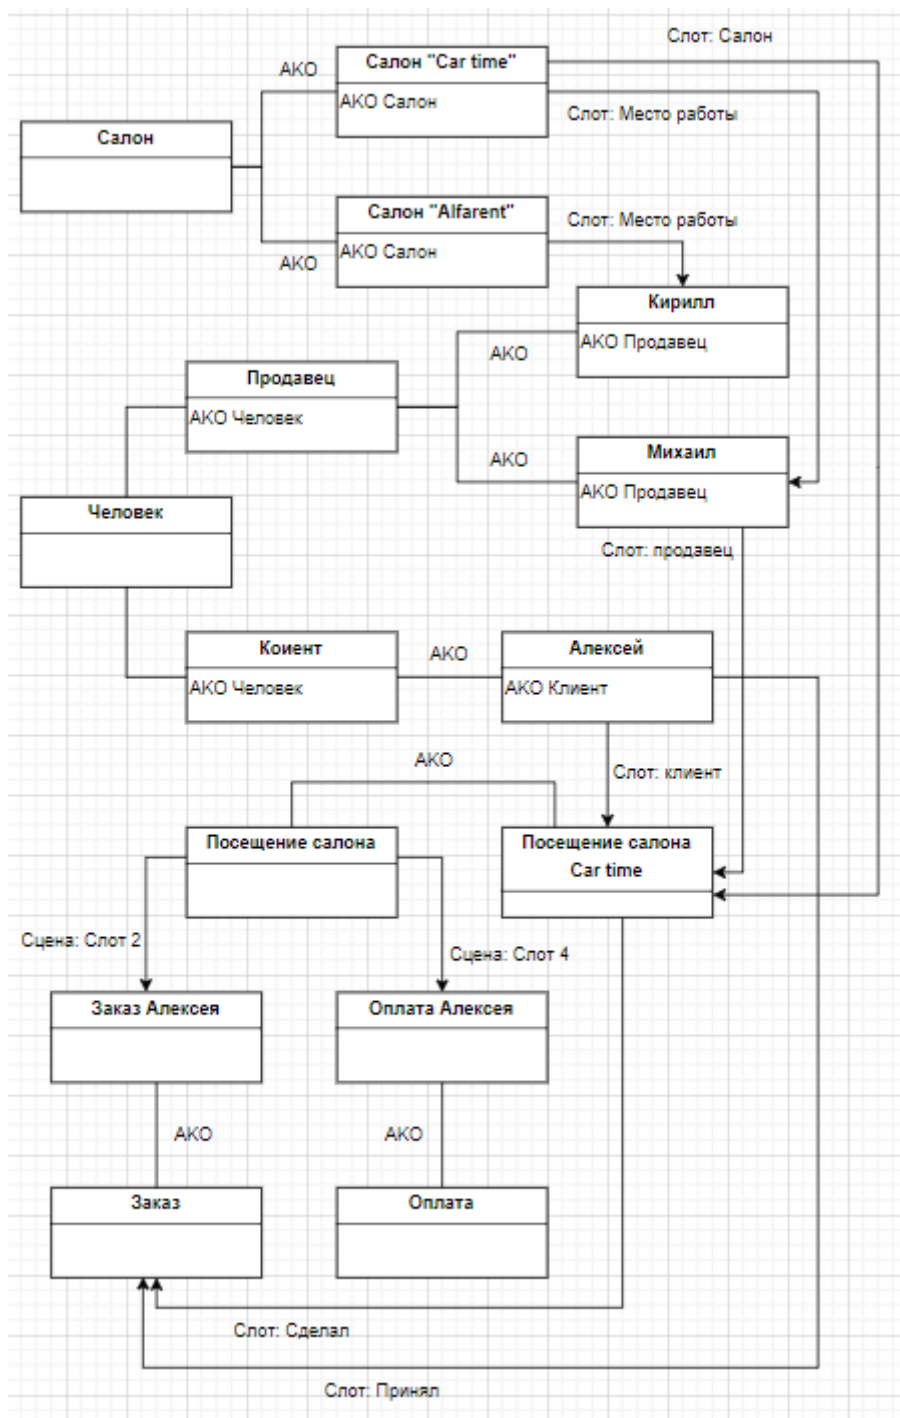 Слот: Салон
Салон "Car time"
АКО
АКО Салон
Слот: Место работы
Салон
Салон "Alfarent"
Слот: Место работы
АКО Салон
АКО
Кирилл
АКО Продавец
АКО
Продавец
АКО Человек
Михаил
АКО
АКО Продавец
Человек
Слот: продавец
Коиент
АКО
Алексей
АКО Человек
АКО Клиент
АКО
Слот: клиент
Посещение салона
Посещение салона
Car time
Сцена: Слот 2
Сцена: Слот 4
Заказ Алексея
Оплата Алексея
АКО
АКО
Заказ
Оплата
Слот: Сделал
Слот: Принял